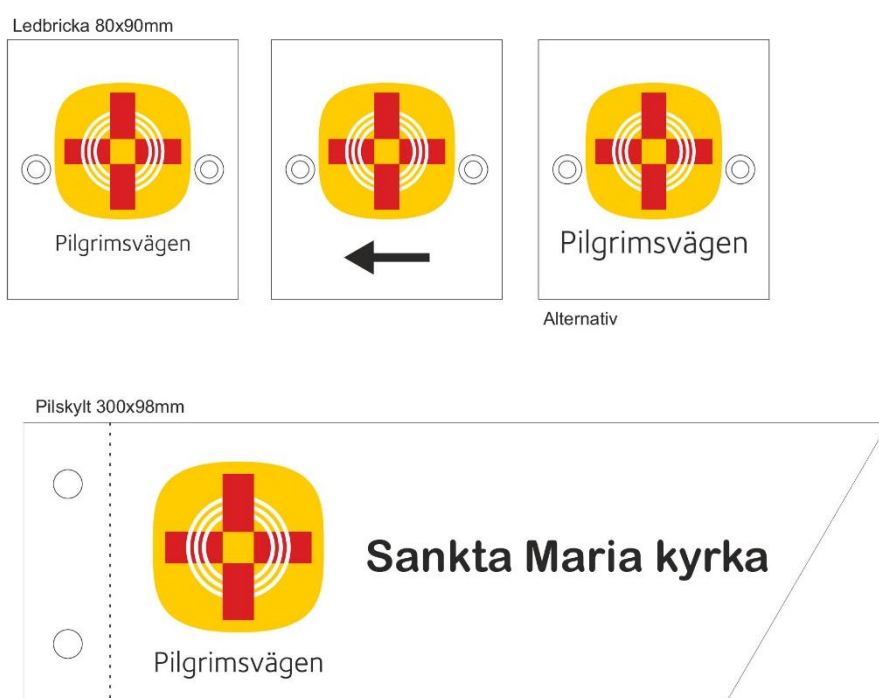 Ledbricka 80x90mm
Pilgrimsvägen
Pilgrimsvägen
Alternativ
Pilskylt 300x98mm
Sankta Maria kyrka
Pilgrimsvägen